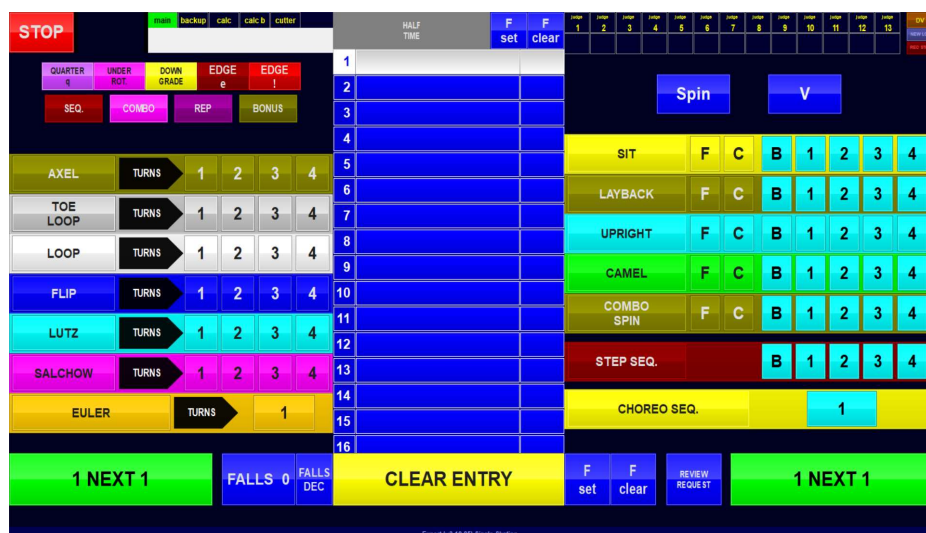 STOP
main backup calc calc b cutter
HALF
TIME
F
set
F
clear
judge judge judge judge judge judge judge judge judge judge judge judge judge
1 2 3 4 5 6 7 8 9 10 11 12 13
DV
QUARTER
q
UNDER
ROT.
DOWN
GRADE
EDGE
e
EDGE
!
SEQ. COMBO REP BONUS
AXEL TURNS 1 2 3 4
TOE
LOOP
TURNS 1 2 3 4
LOOP TURNS 1 2 3 4
FLIP TURNS 1 2 3 4
LUTZ TURNS 1 2 3 4
SALCHOW TURNS 1 2 3 4
EULER TURNS 1
1
2
3
4
5
6
7
8
9
10
11
12
13
14
15
16
Spin V
SIT F C B 1 2 3 4
LAYBACK F C B 1 2 3 4
UPRIGHT F C B 1 2 3 4
CAMEL F C B 1 2 3 4
COMBO
SPIN
F C B 1 2 3 4
STEP SEQ. B 1 2 3 4
CHOREO SEQ. 1
1 NEXT 1
FALLS 0
FALLS
DEC
CLEAR ENTRY
F
set
F
clear
REVIEW
REQUEST
1 NEXT 1